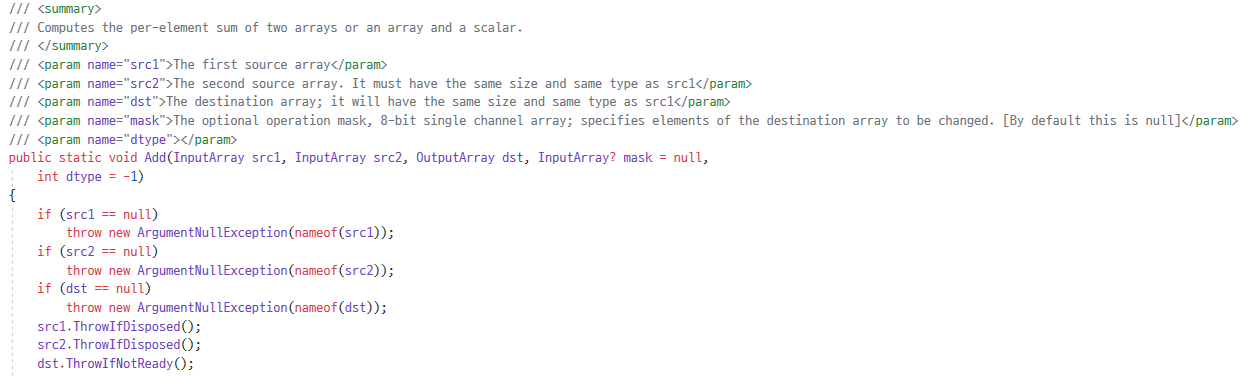 /// <summary>
/// Computes the per-element sum of two arrays or an array and a scalar.
/// </summary>
/// <param name="src1">The first source array</param>
/// <param name="src2">The second source array. It must have the same size and same type as src1</param>
/// <param name="dst">The destination array; it will have the same size and same type as src1</param>
/// <param name="mask">The optional operation mask, 8-bit single channel array; specifies elements of the destination array to be changed. [By default this is null]</param>
/// <param name="dtype"></param>
public static void Add(InputArray src1, InputArray src2, OutputArray dst, InputArray? mask = null,
    int dtype = -1)
{
    if (src1 == null)
        throw new ArgumentNullException(nameof(src1));
    if (src2 == null)
        throw new ArgumentNullException(nameof(src2));
    if (dst == null)
        throw new ArgumentNullException(nameof(dst));
    src1.ThrowIfDisposed();
    src2.ThrowIfDisposed();
    dst.ThrowIfNotReady();